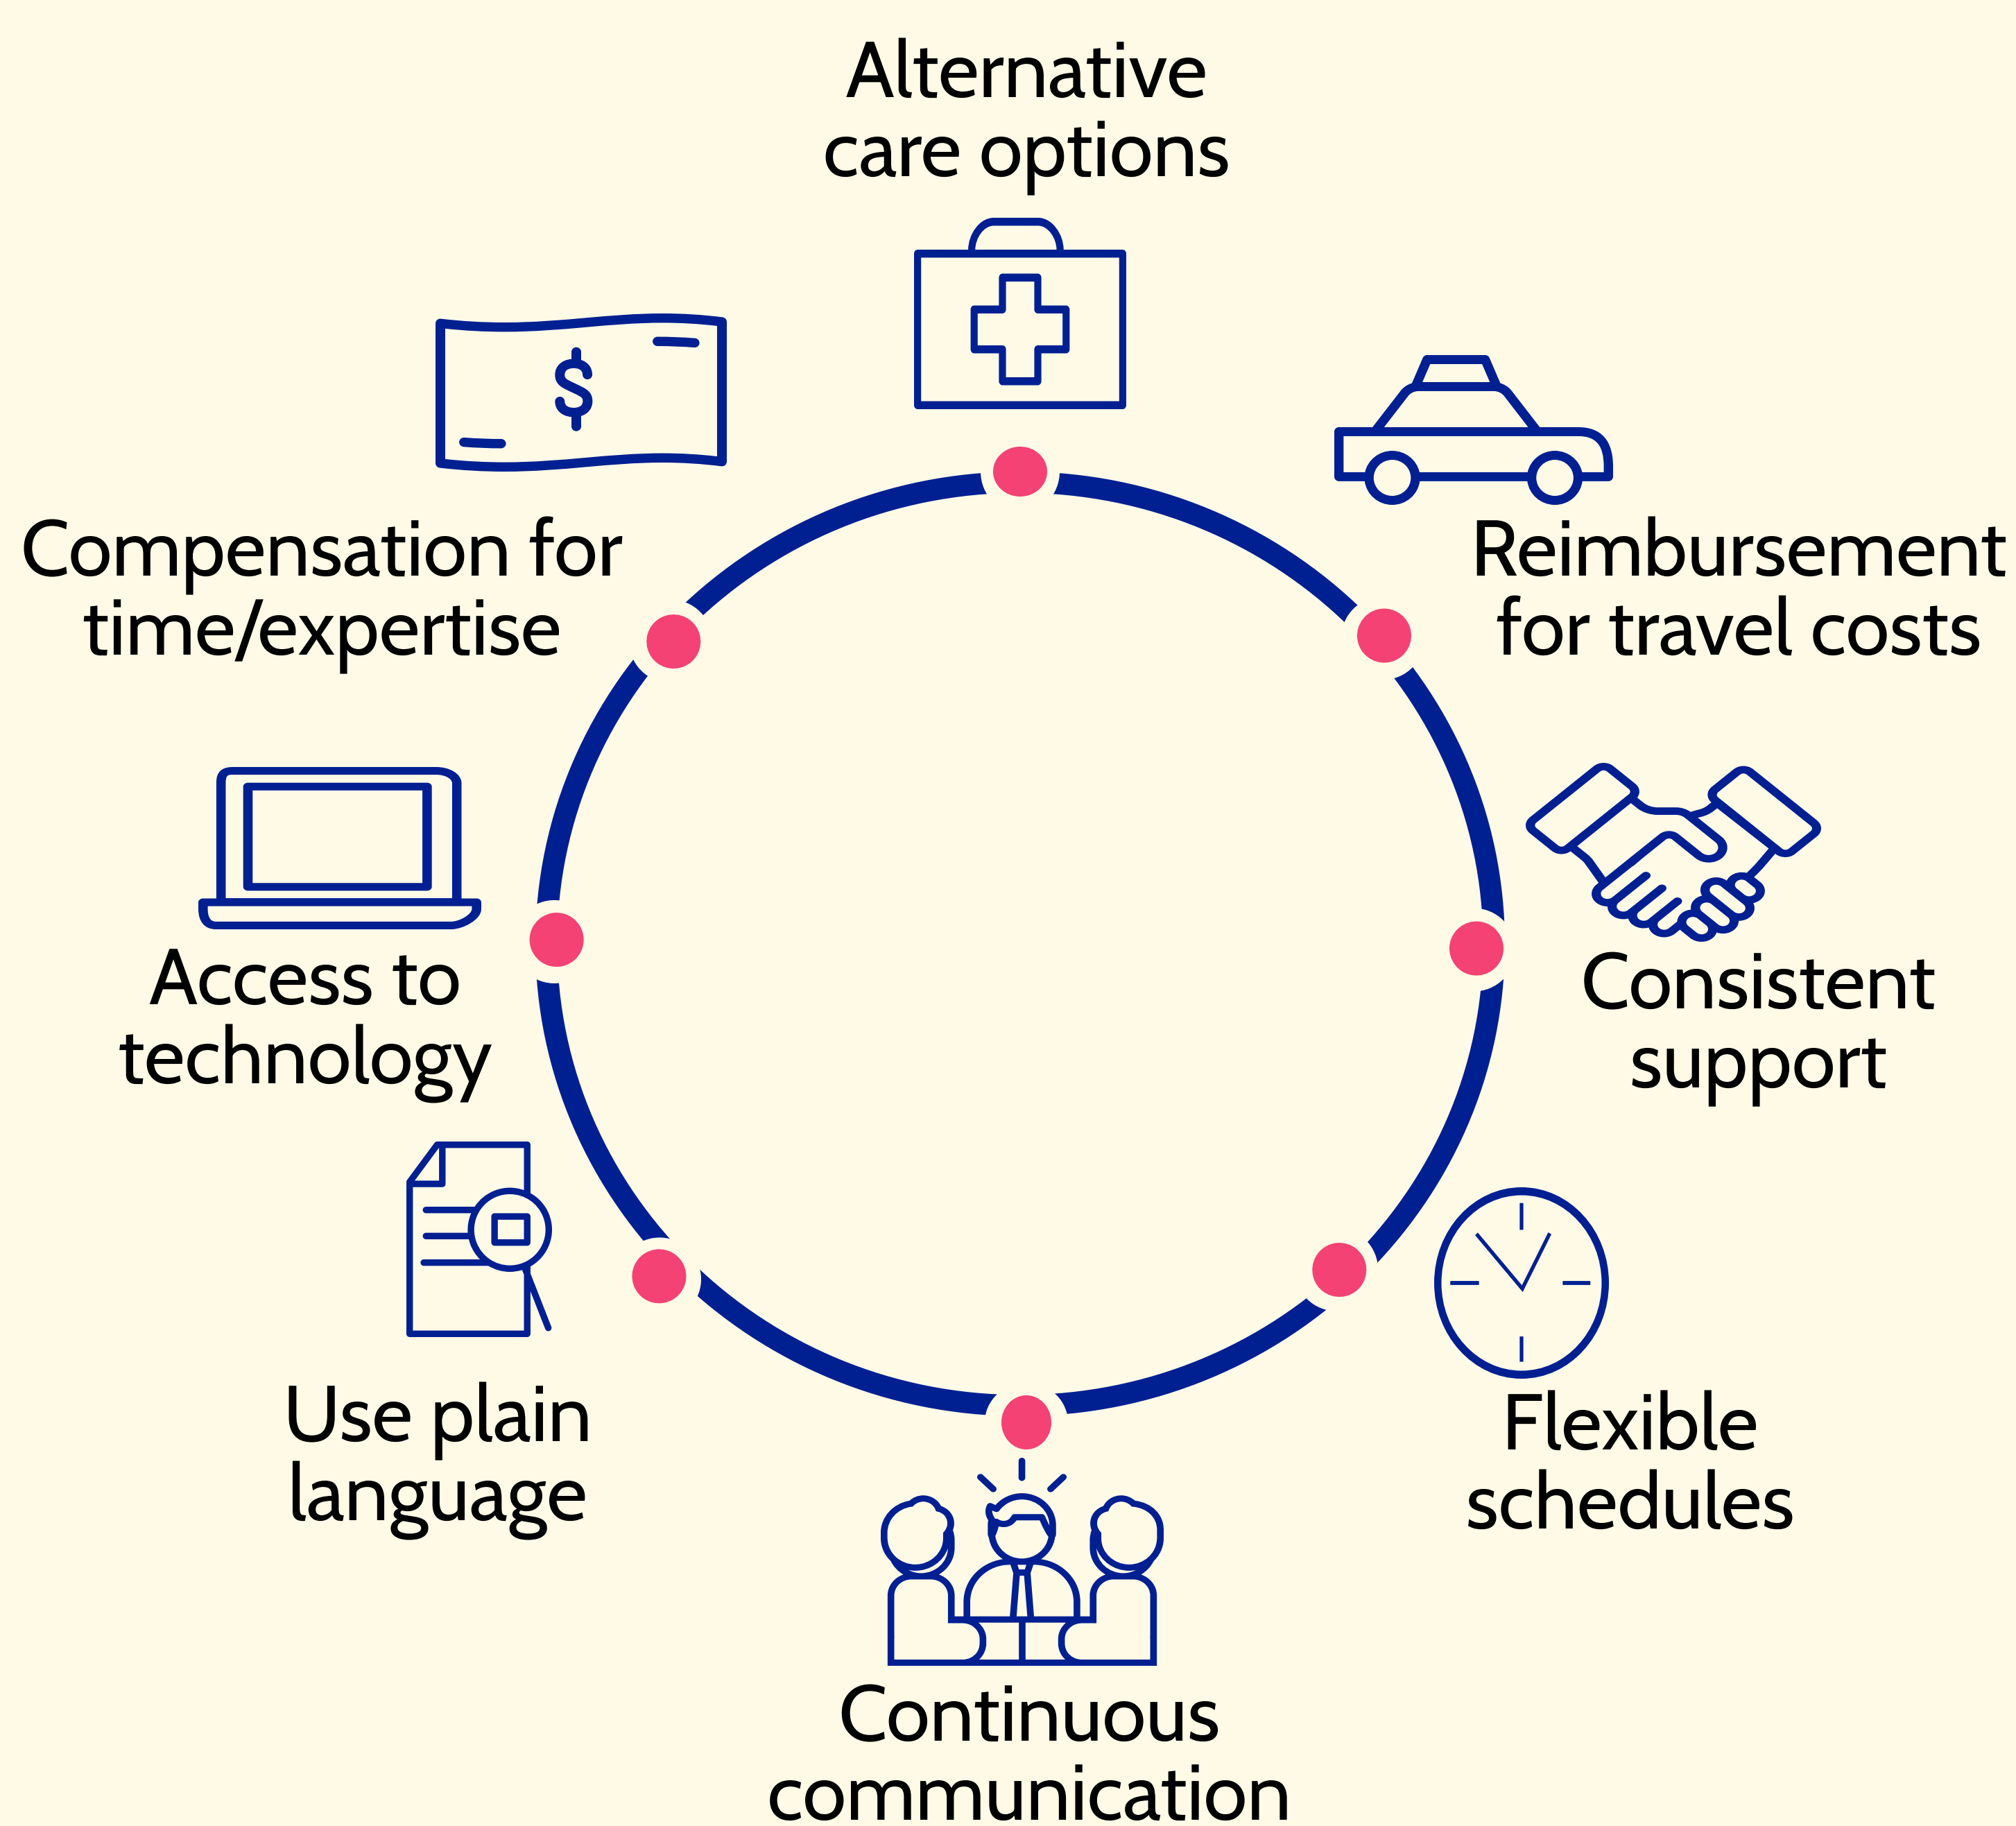 Alternative
care options
$
Compensation for
time/expertise
Reimbursement
for travel costs
Access to
technology
Consistent
support
Use plain
language
Flexible
schedules
Continuous
communication